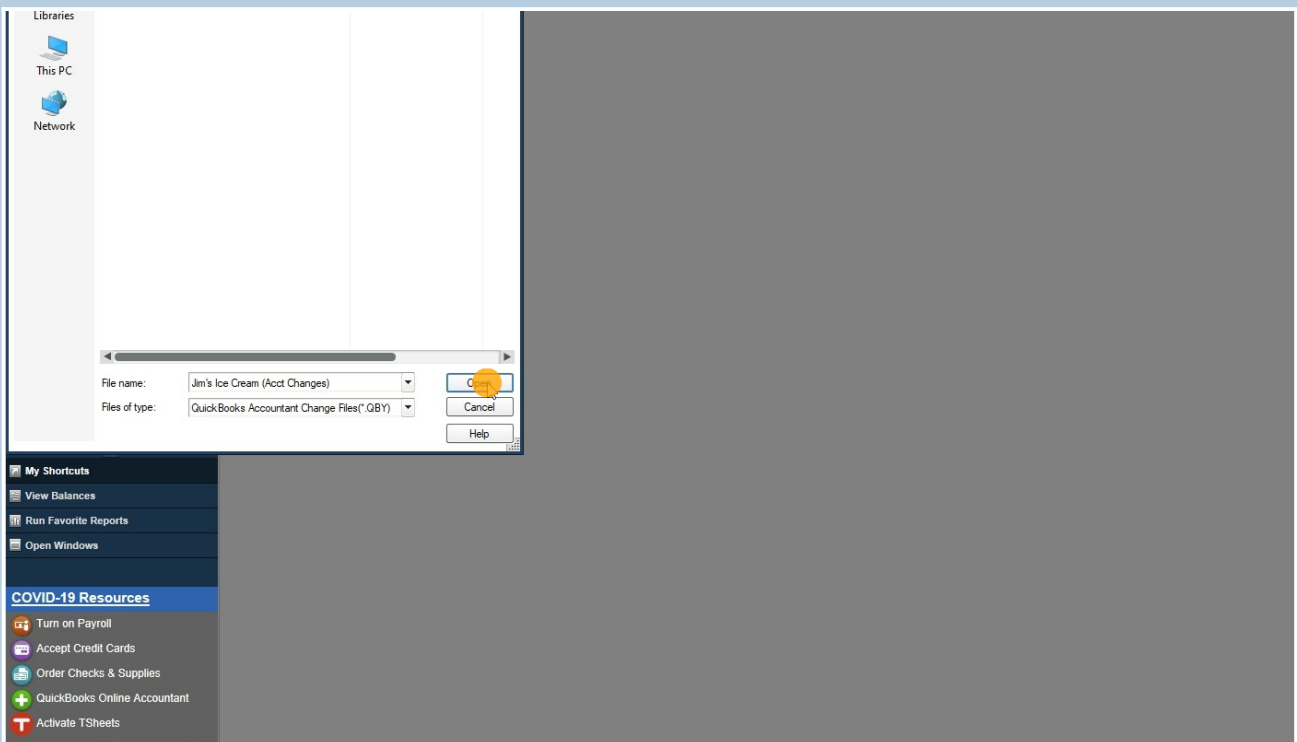 Libraries
This PC
Network
File name: Jim's Ice Cream (Acct Changes) Open
Files of type: QuickBooks Accountant Change Files(*.QBY) Cancel
Help
My Shortcuts
View Balances
Run Favorite Reports
Open Windows
COVID-19 Resources
Turn on Payroll
Accept Credit Cards
Order Checks & Supplies
QuickBooks Online Accountant
Activate TSheets